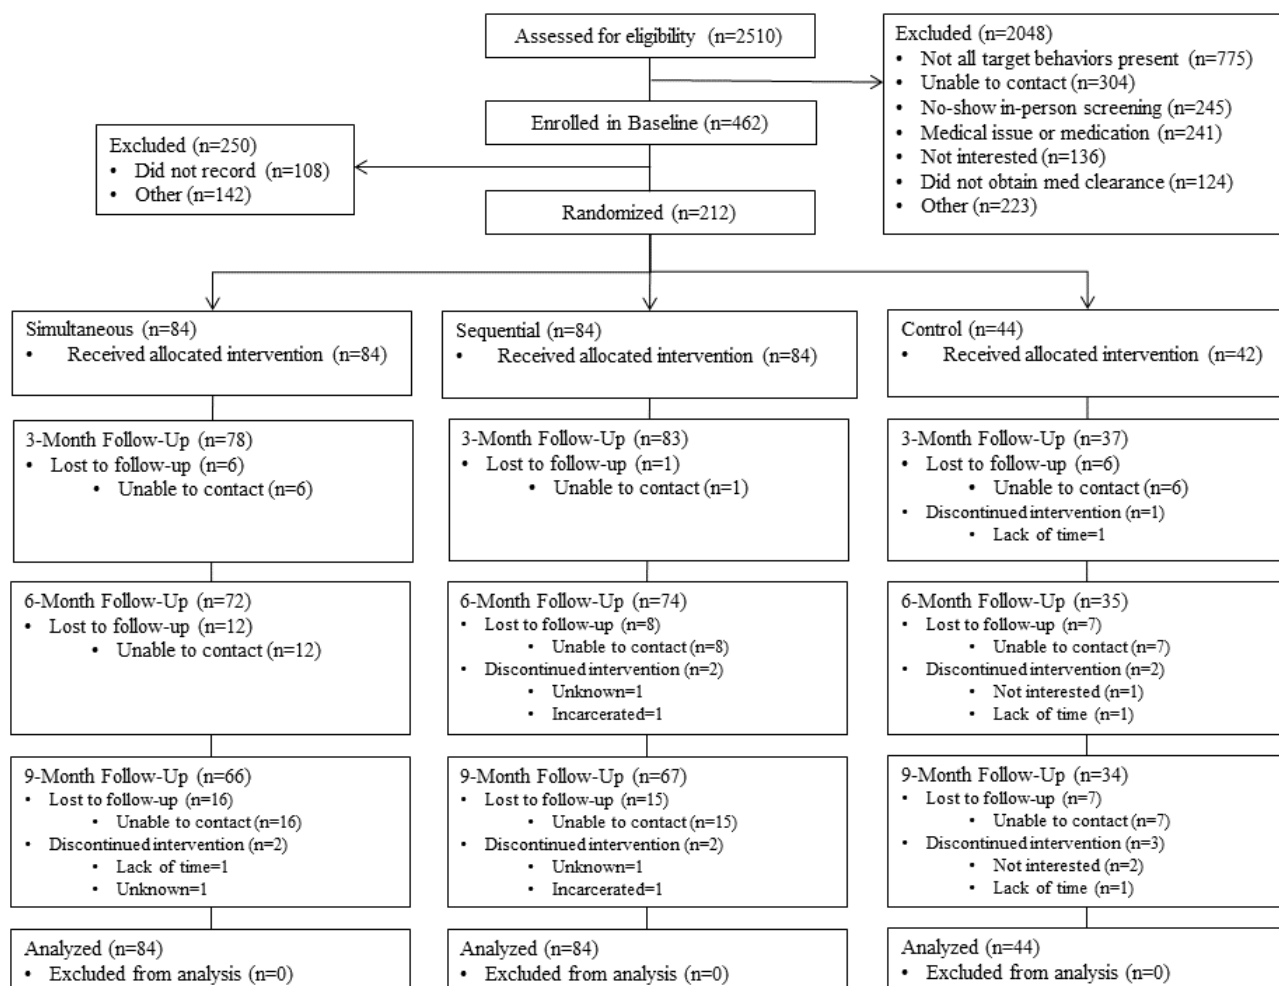 Assessed for eligibility (n=2510)
Excluded (n=2048)
• Not all target behaviors present (n=775)
• Unable to contact (n=304)
• No-show in-person screening (n=245)
• Medical issue or medication (n=241)
• Not interested (n=136)
• Did not obtain med clearance (n=124)
• Other (n=223)
Enrolled in Baseline (n=462)
Excluded (n=250)
• Did not record (n=108)
• Other (n=142)
Randomized (n=212)
Simultaneous (n=84)
• Received allocated intervention (n=84)
Sequential (n=84)
• Received allocated intervention (n=84)
Control (n=44)
• Received allocated intervention (n=42)
3-Month Follow-Up (n=78)
• Lost to follow-up (n=6)
• Unable to contact (n=6)
3-Month Follow-Up (n=83)
• Lost to follow-up (n=1)
• Unable to contact (n=1)
3-Month Follow-Up (n=37)
• Lost to follow-up (n=6)
• Unable to contact (n=6)
• Discontinued intervention (n=1)
• Lack of time=1
6-Month Follow-Up (n=72)
• Lost to follow-up (n=12)
• Unable to contact (n=12)
6-Month Follow-Up (n=74)
• Lost to follow-up (n=8)
• Unable to contact (n=8)
• Discontinued intervention (n=2)
• Unknown=1
• Incarcerated=1
6-Month Follow-Up (n=35)
• Lost to follow-up (n=7)
• Unable to contact (n=7)
• Discontinued intervention (n=2)
• Not interested (n=1)
• Lack of time (n=1)
9-Month Follow-Up (n=66)
• Lost to follow-up (n=16)
• Unable to contact (n=16)
• Discontinued intervention (n=2)
• Lack of time=1
• Unknown=1
9-Month Follow-Up (n=67)
• Lost to follow-up (n=15)
• Unable to contact (n=15)
• Discontinued intervention (n=2)
• Unknown=1
• Incarcerated=1
9-Month Follow-Up (n=34)
• Lost to follow-up (n=7)
• Unable to contact (n=7)
• Discontinued intervention (n=3)
• Not interested (n=2)
• Lack of time (n=1)
Analyzed (n=84)
• Excluded from analysis (n=0)
Analyzed (n=84)
• Excluded from analysis (n=0)
Analyzed (n=44)
• Excluded from analysis (n=0)